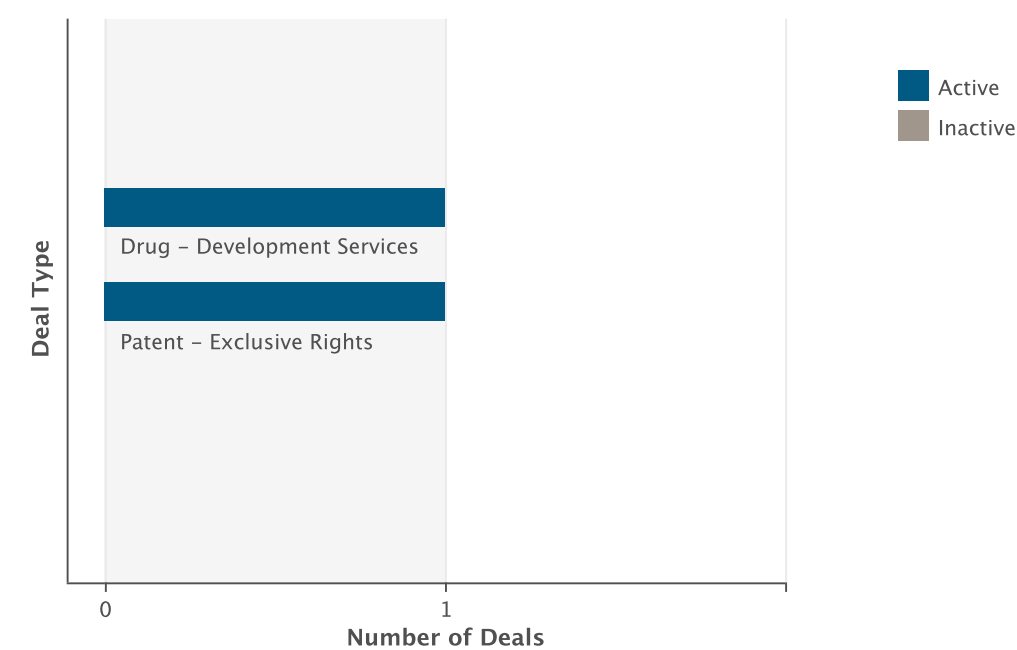 Active
Inactive
Deal Type
Drug – Development Services
Patent – Exclusive Rights
0
1
Number of Deals